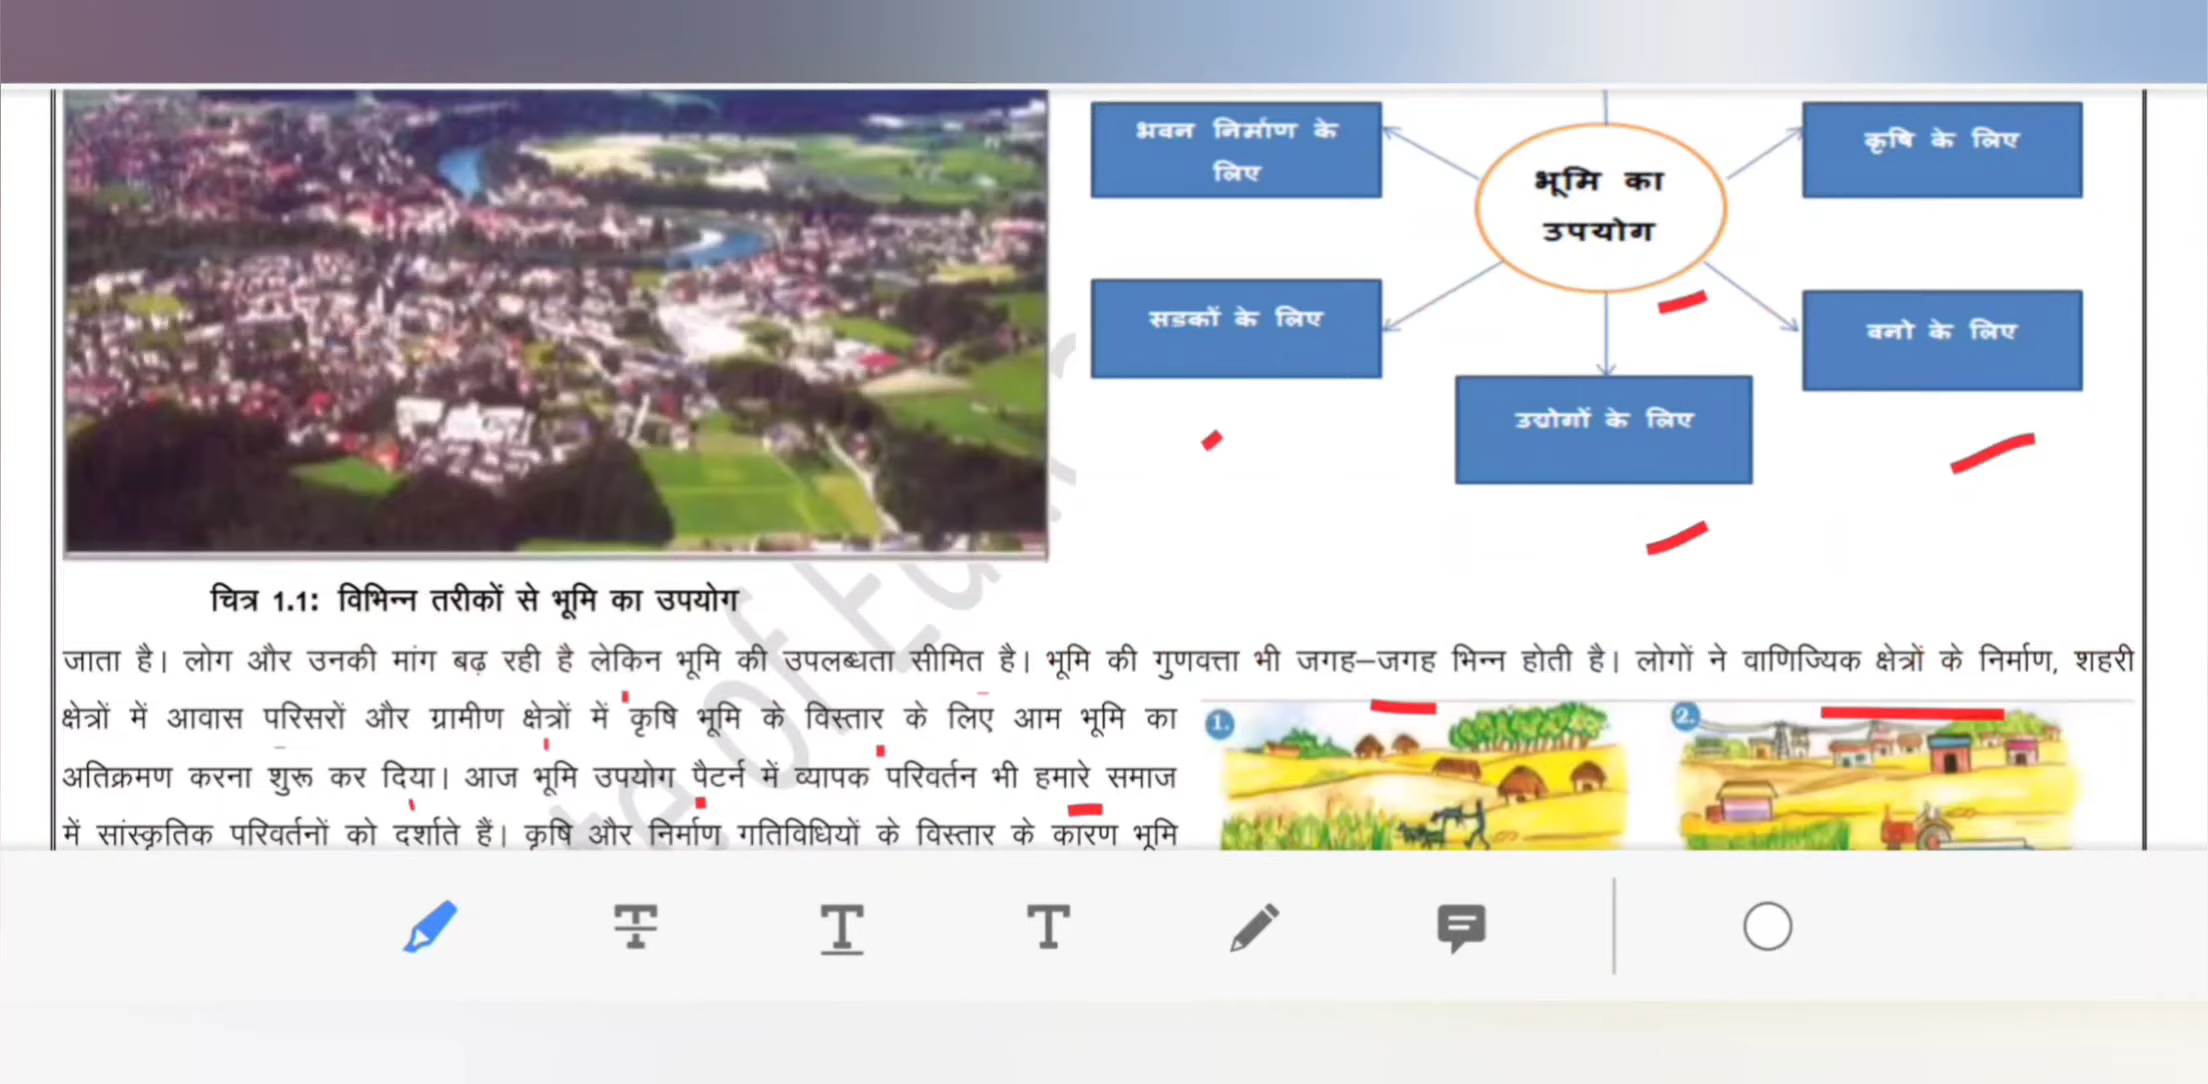 भवन निर्माण के
लिए
भूमि का
उपयोग
कृषि के लिए
सडकों के लिए
वनो के लिए
उद्योगों के लिए
चित्र 1.1: विभिन्न तरीकों से भूमि का उपयोग
जाता है। लोग और उनकी मांग बढ़ रही है लेकिन भूमि की उपलब्धता सीमित है। भूमि की गुणवत्ता भी जगह–जगह भिन्न होती है। लोगों ने वाणिज्यिक क्षेत्रों के निर्माण, शहरी
क्षेत्रों में आवास परिसरों और ग्रामीण क्षेत्रों में कृषि भूमि के विस्तार के लिए आम भूमि का
अतिक्रमण करना शुरू कर दिया। आज भूमि उपयोग पैटर्न में व्यापक परिवर्तन भी हमारे समाज
में सांस्कृतिक परिवर्तनों को दर्शाते हैं। कृषि और निर्माण गतिविधियों के विस्तार के कारण भूमि
1.
2.